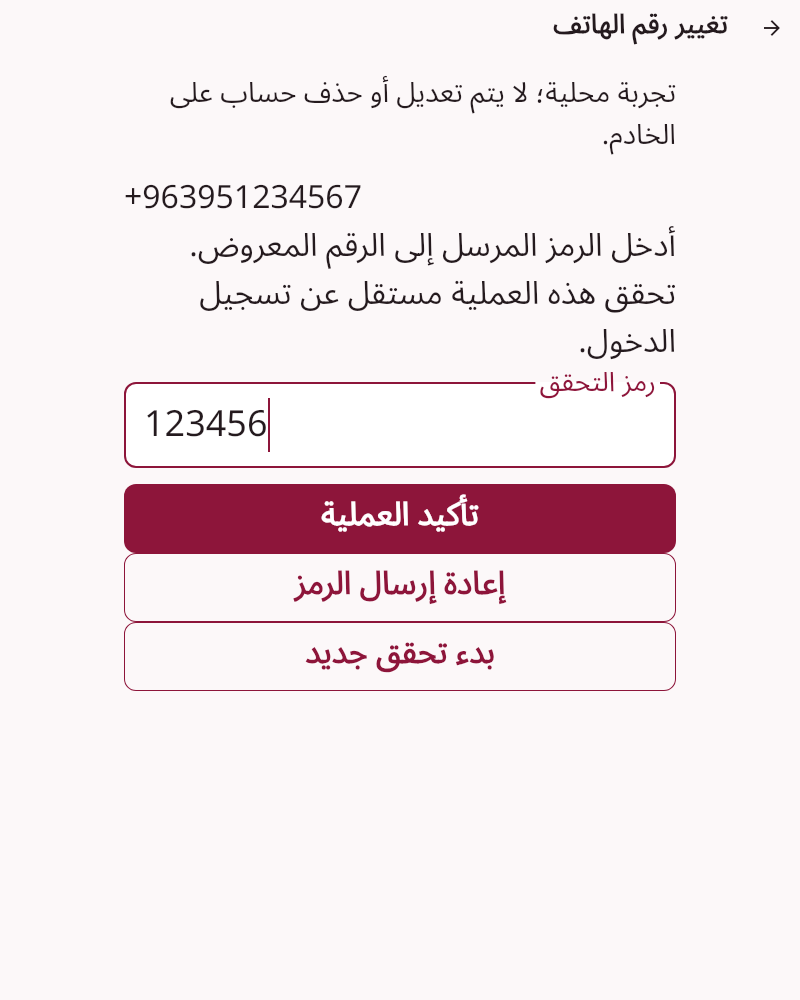 تغيير رقم الهاتف
تجربة محلية؛ لا يتم تعديل أو حذف حساب على
الخادم.
+963951234567
أدخل الرمز المرسل إلى الرقم المعروض.
تحقق هذه العملية مستقل عن تسجيل
الدخول.
رمز التحقق
123456
تأكيد العملية
إعادة إرسال الرمز
بدء تحقق جديد